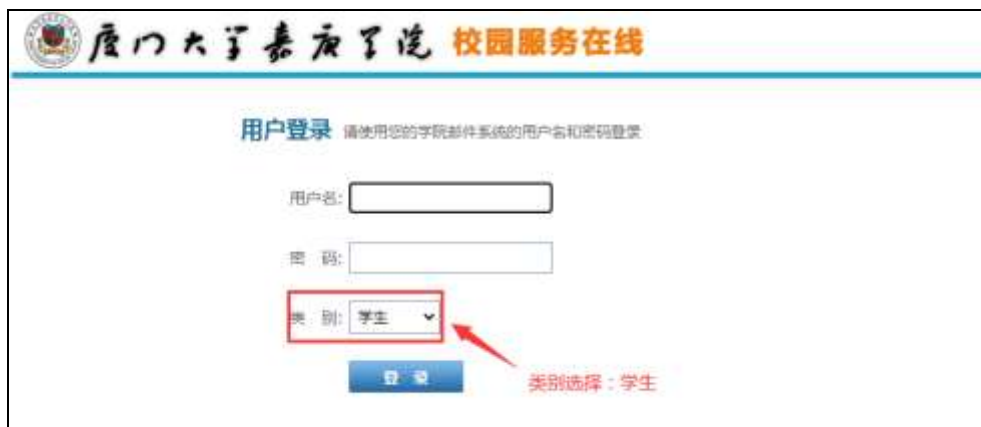 厦门大学嘉庚学院 校园服务在线
用户登录 请使用您的学院邮件系统的用户名和密码登录
用户名:
密 码:
类 别: 学生
登 录
类别选择：学生